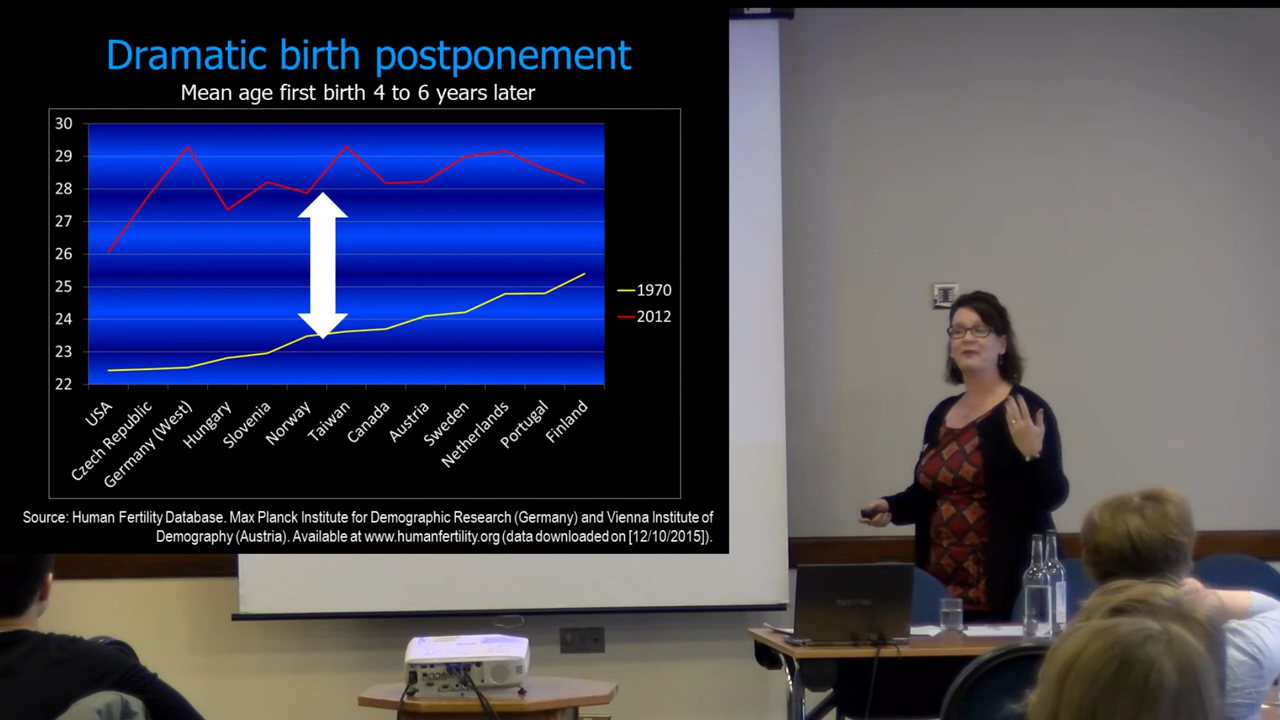 Dramatic birth postponement
Mean age first birth 4 to 6 years later
30
29
28
27
26
25
24
23
22
1970
2012
USA
Czech Republic
Germany (West)
Hungary
Slovenia
Norway
Taiwan
Canada
Austria
Sweden
Netherlands
Portugal
Finland
Source: Human Fertility Database. Max Planck Institute for Demographic Research (Germany) and Vienna Institute of
Demography (Austria). Available at www.humanfertility.org (data downloaded on [12/10/2015]).